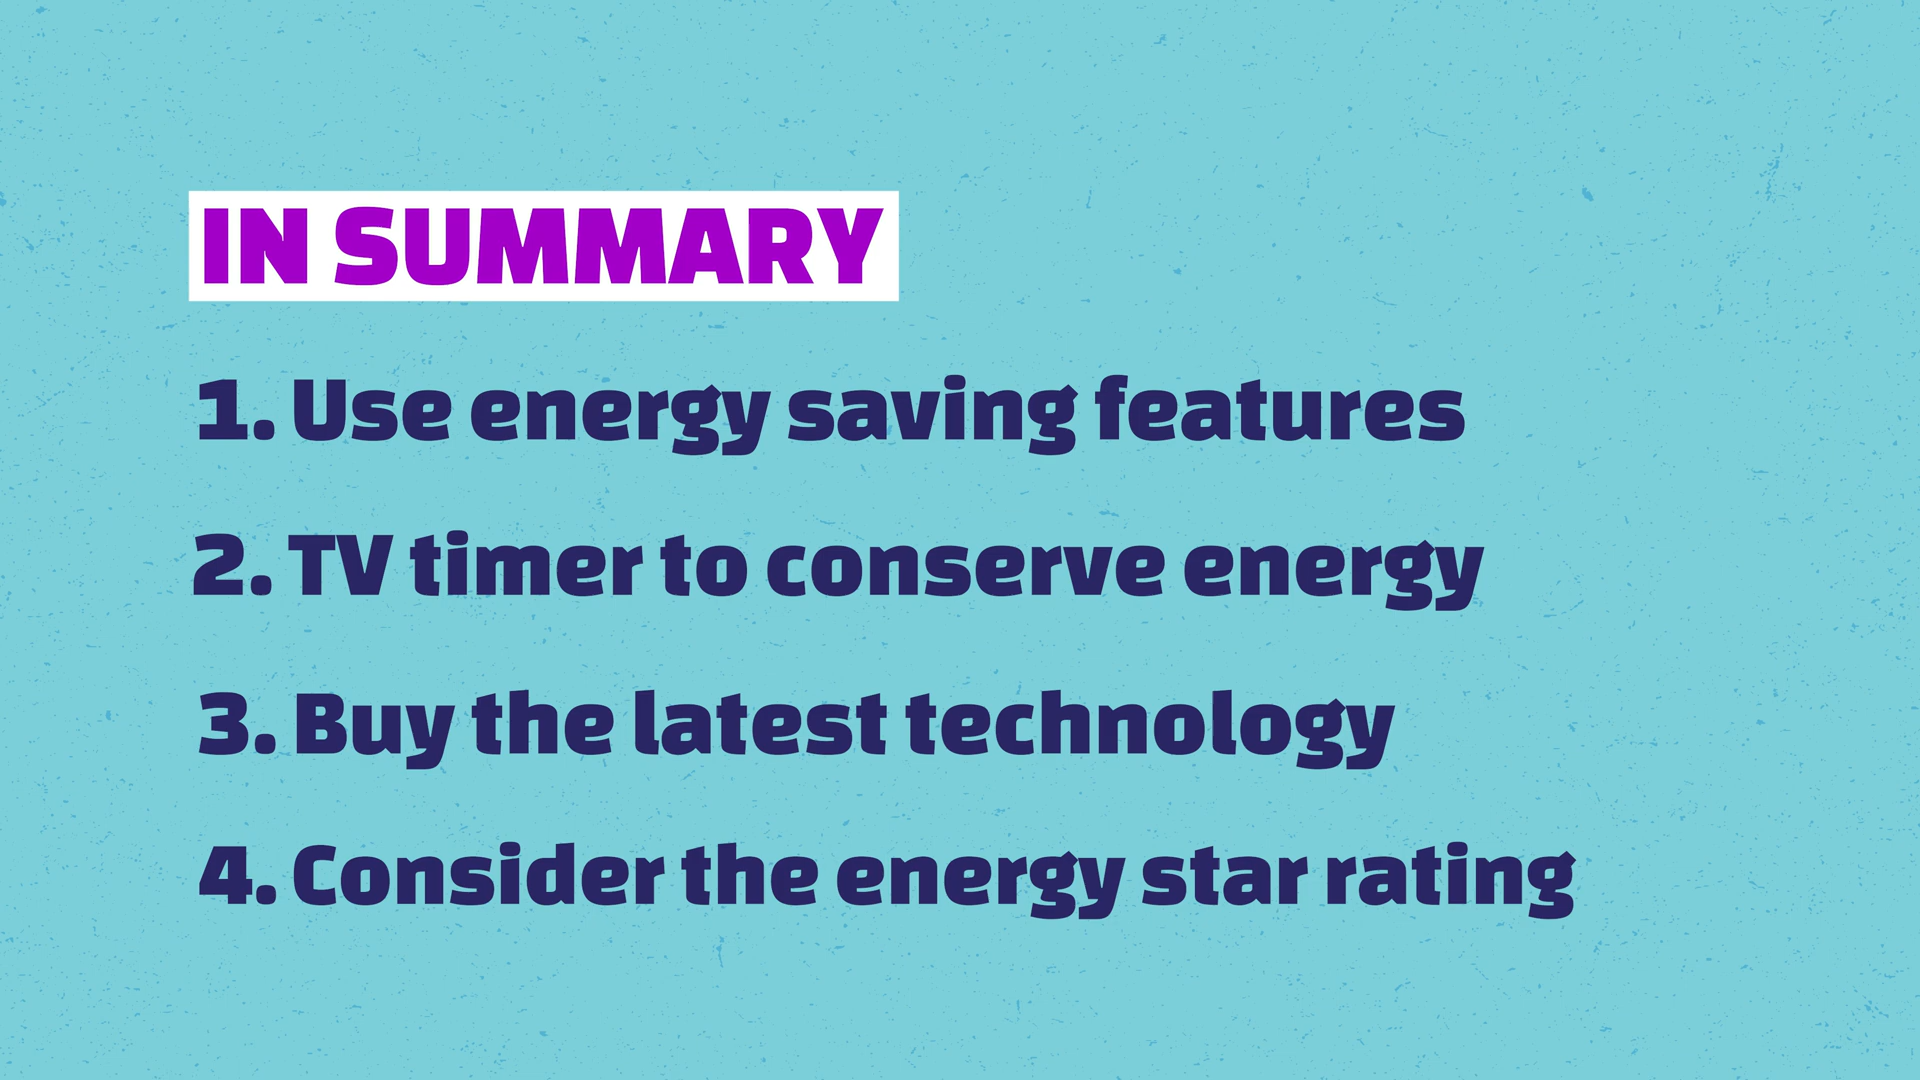 IN SUMMARY
1. Use energy saving features
2. TV timer to conserve energy
3. Buy the latest technology
4. Consider the energy star rating